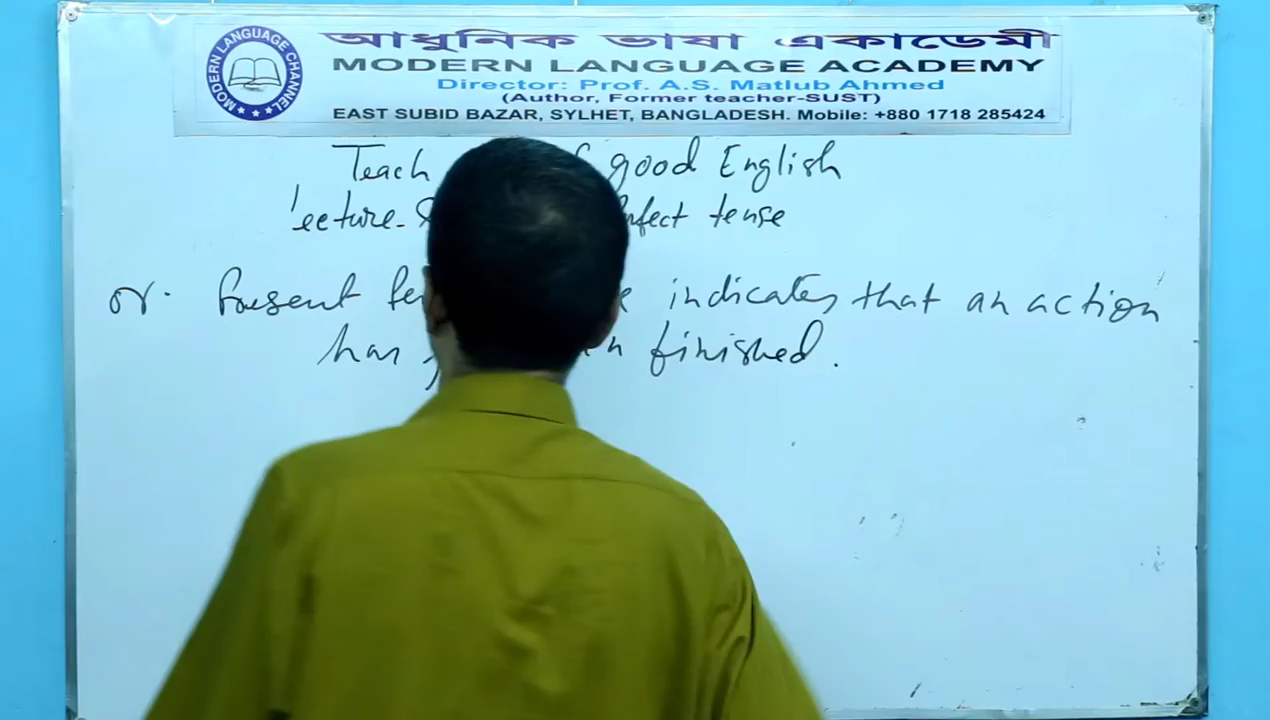 MODERN LANGUAGE CHANNEL
আধুনিক ভাষা একাডেমী
MODERN LANGUAGE ACADEMY
Director: Prof. A.S. Matlub Ahmed
(Author, Former teacher-SUST)
EAST SUBID BAZAR, SYLHET, BANGLADESH. Mobile: +880 1718 285424
Teach good English
Lecture- tense
or. Present indicates that an action
has finished.